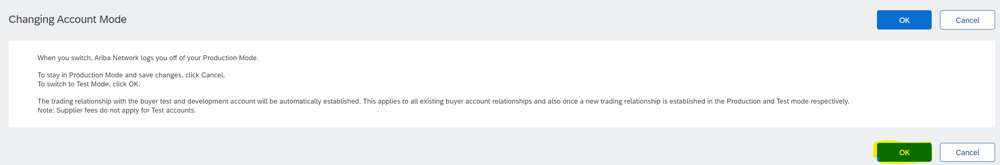 Changing Account Mode
OK
Cancel
When you switch, Ariba Network logs you off of your Production Mode.
To stay in Production Mode and save changes, click Cancel.
To switch to Test Mode, click OK.
The trading relationship with the buyer test and development account will be automatically established. This applies to all existing buyer account relationships and also once a new trading relationship is established in the Production and Test mode respectively.
Note: Supplier fees do not apply for Test accounts.
OK
Cancel